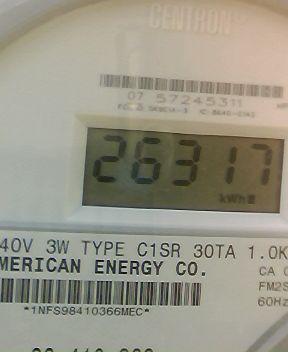 CENTRON
07 57245311
26317
kWh
40V 3W TYPE C1SR 30TA 1.0K
MERICAN ENERGY CO.
CA 0
FM2S
60Hz
*1NFS98410366MEC*